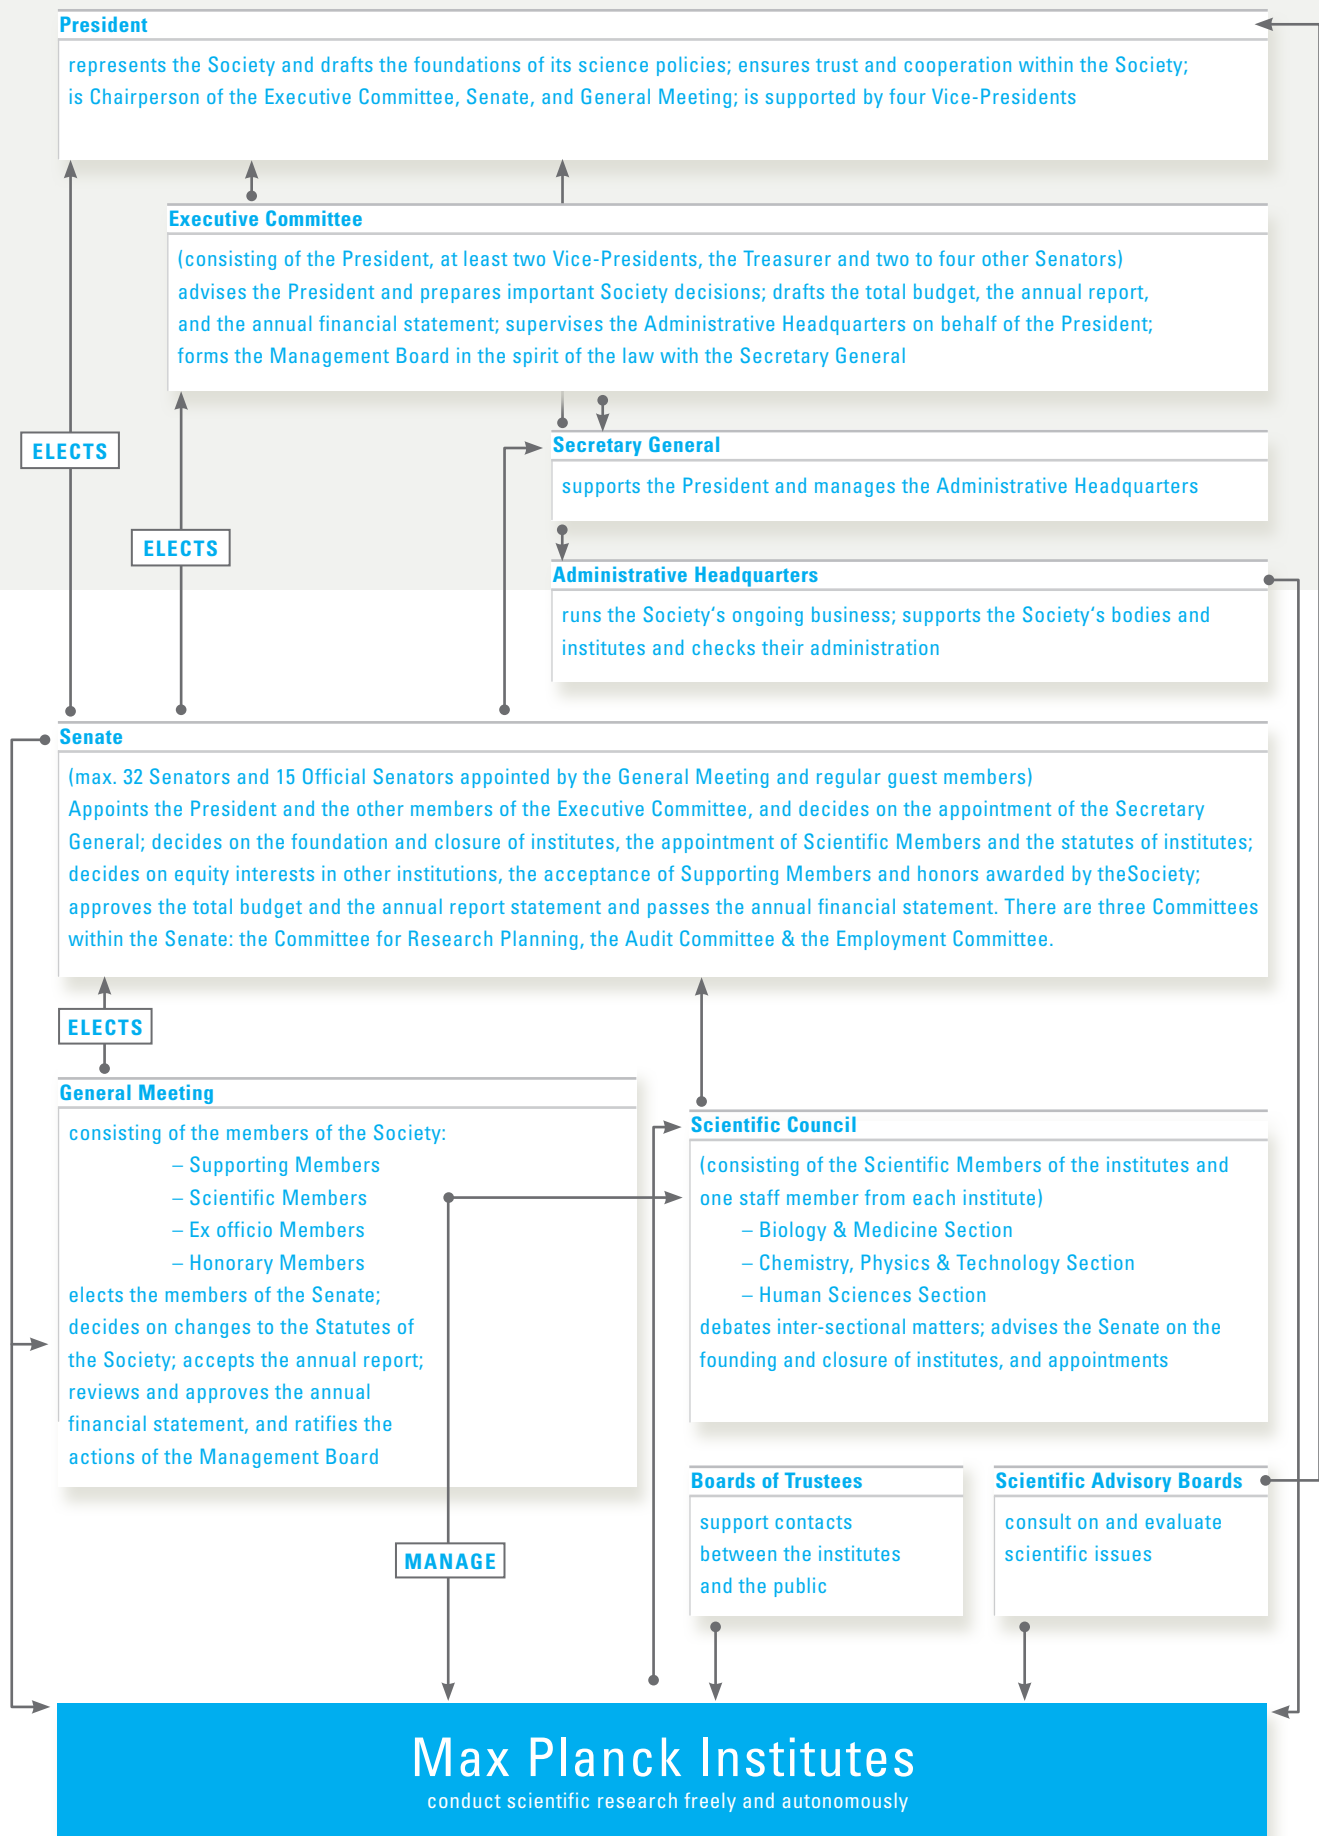 President
represents the Society and drafts the foundations of its science policies; ensures trust and cooperation within the Society;
is Chairperson of the Executive Committee, Senate, and General Meeting; is supported by four Vice-Presidents
Executive Committee
(consisting of the President, at least two Vice-Presidents, the Treasurer and two to four other Senators)
advises the President and prepares important Society decisions; drafts the total budget, the annual report,
and the annual financial statement; supervises the Administrative Headquarters on behalf of the President;
forms the Management Board in the spirit of the law with the Secretary General
ELECTS
Secretary General
supports the President and manages the Administrative Headquarters
ELECTS
Administrative Headquarters
runs the Society‘s ongoing business; supports the Society‘s bodies and
institutes and checks their administration
Senate
(max. 32 Senators and 15 Official Senators appointed by the General Meeting and regular guest members)
Appoints the President and the other members of the Executive Committee, and decides on the appointment of the Secretary
General; decides on the foundation and closure of institutes, the appointment of Scientific Members and the statutes of institutes;
decides on equity interests in other institutions, the acceptance of Supporting Members and honors awarded by theSociety;
approves the total budget and the annual report statement and passes the annual financial statement. There are three Committees
within the Senate: the Committee for Research Planning, the Audit Committee & the Employment Committee.
ELECTS
General Meeting
consisting of the members of the Society:
– Supporting Members
– Scientific Members
– Ex officio Members
– Honorary Members
elects the members of the Senate;
decides on changes to the Statutes of
the Society; accepts the annual report;
reviews and approves the annual
financial statement, and ratifies the
actions of the Management Board
Scientific Council
(consisting of the Scientific Members of the institutes and
one staff member from each institute)
– Biology & Medicine Section
– Chemistry, Physics & Technology Section
– Human Sciences Section
debates inter-sectional matters; advises the Senate on the
founding and closure of institutes, and appointments
Boards of Trustees
support contacts
between the institutes
and the public
Scientific Advisory Boards
consult on and evaluate
scientific issues
MANAGE
Max Planck Institutes
conduct scientific research freely and autonomously